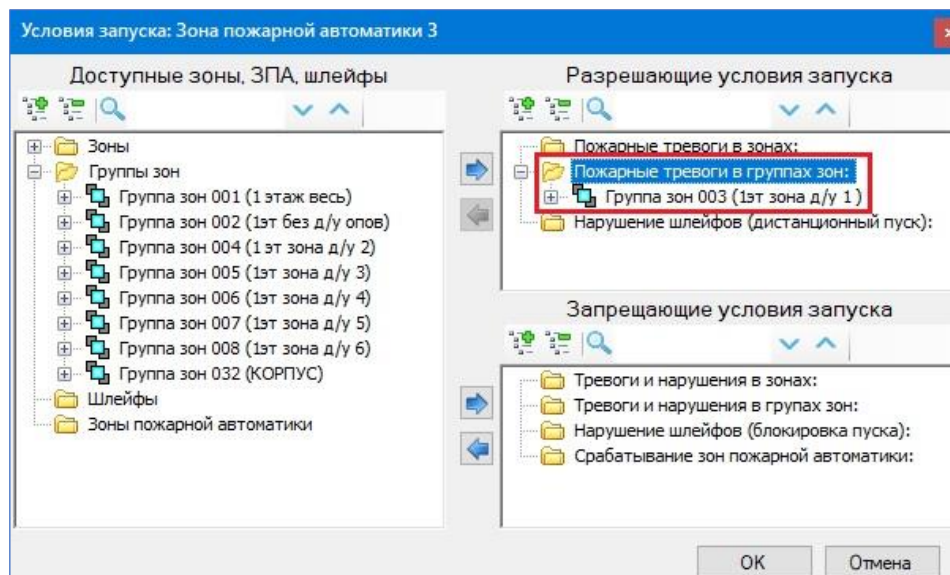 Условия запуска: Зона пожарной автоматики 3
Доступные зоны, ЗПА, шлейфы
Зоны
Группы зон
Группа зон 001 (1 этаж весь)
Группа зон 002 (1эт без д/у опов)
Группа зон 004 (1 эт зона д/у 2)
Группа зон 005 (1эт зона д/у 3)
Группа зон 006 (1эт зона д/у 4)
Группа зон 007 (1эт зона д/у 5)
Группа зон 008 (1эт зона д/у 6)
Группа зон 032 (КОРПУС)
Шлейфы
Зоны пожарной автоматики
Разрешающие условия запуска
Пожарные тревоги в зонах:
Пожарные тревоги в группах зон:
Группа зон 003 (1эт зона д/у 1 )
Нарушение шлейфов (дистанционный пуск):
Запрещающие условия запуска
Тревоги и нарушения в зонах:
Тревоги и нарушения в групах зон:
Нарушение шлейфов (блокировка пуска):
Срабатывание зон пожарной автоматики:
OK
Отмена